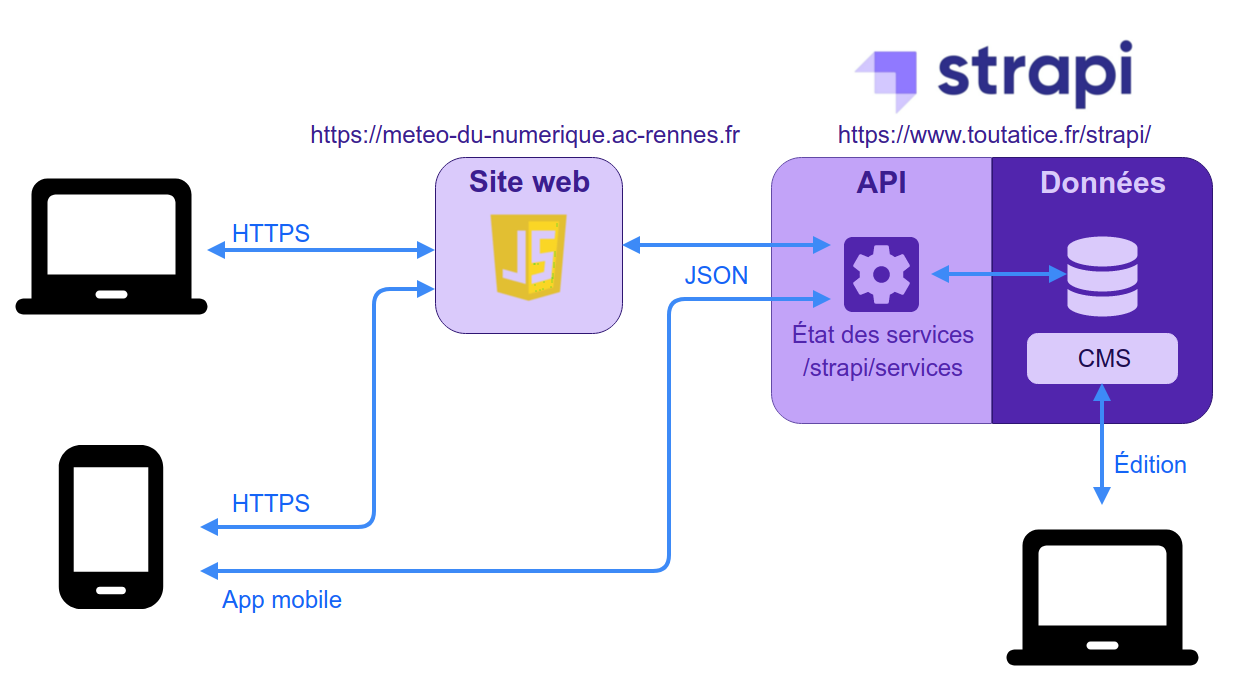 strapi
https://meteo-du-numerique.ac-rennes.fr
https://www.toutatice.fr/strapi/
Site web
API
Données
HTTPS
JS
JSON
État des services
/strapi/services
CMS
Édition
HTTPS
App mobile